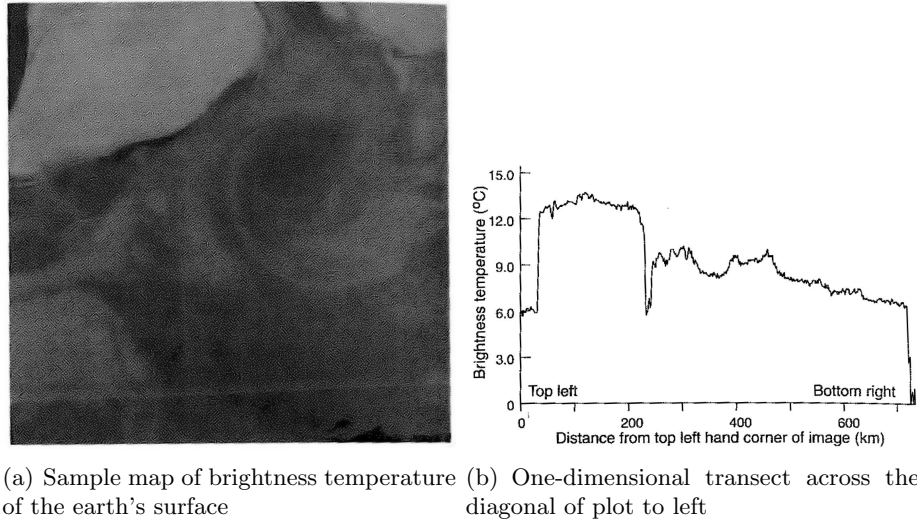 15.0
12.0
9.0
6.0
3.0
0
Brightness temperature (ºC)
Top left
Bottom right
0
200
400
600
Distance from top left hand corner of image (km)
(a) Sample map of brightness temperature
of the earth's surface
(b) One-dimensional transect across the
diagonal of plot to left